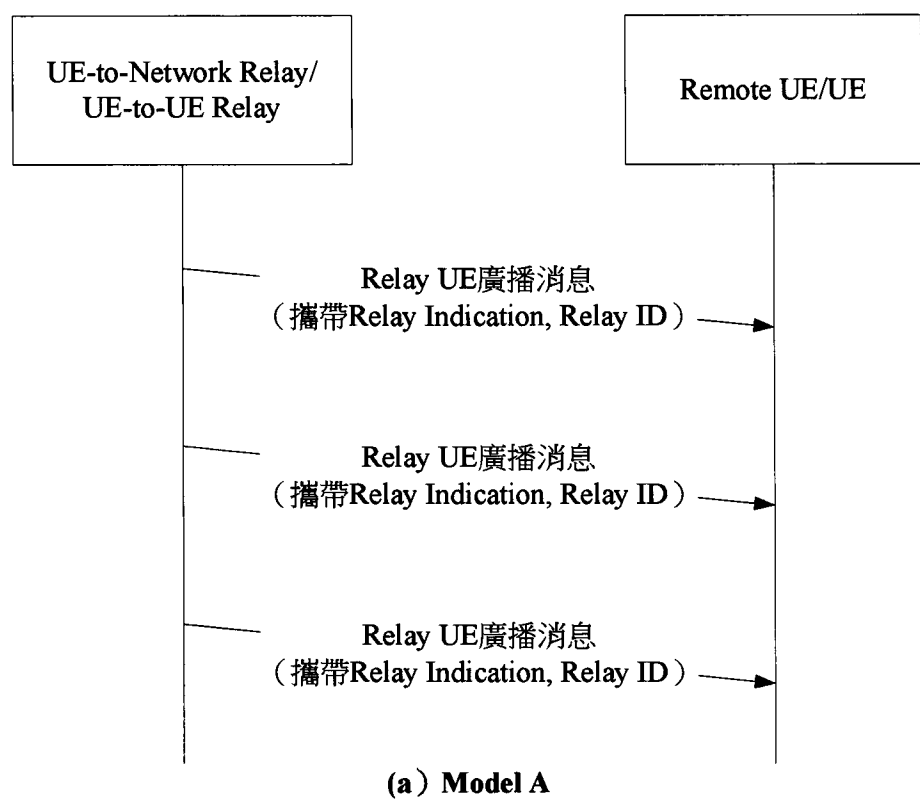 UE-to-Network Relay/
UE-to-UE Relay
Remote UE/UE
Relay UE廣播消息
（攜帶Relay Indication, Relay ID）
Relay UE廣播消息
（攜帶Relay Indication, Relay ID）
Relay UE廣播消息
（攜帶Relay Indication, Relay ID）
(a）Model A